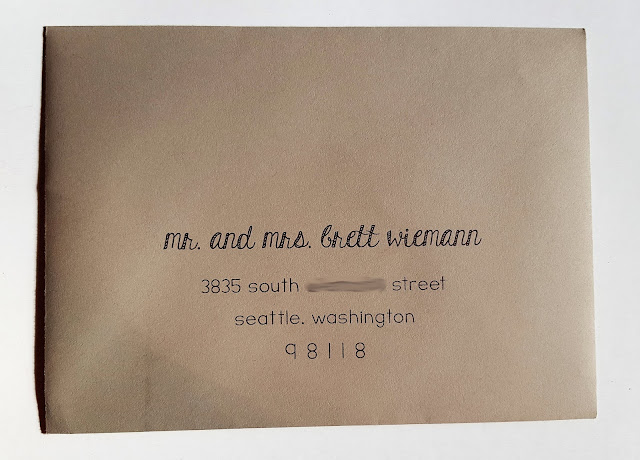 mr. and mrs. brett wiemann
3835 south street
seattle, washington
98118